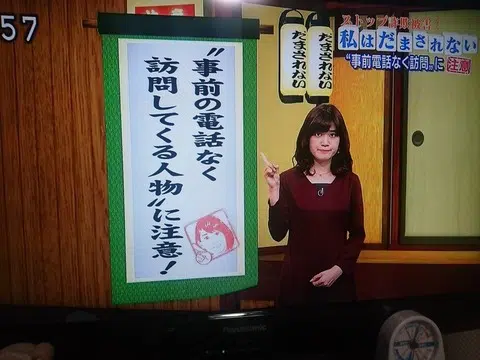 57
注意
ストップ詐欺被害!
私はだまされない
"事前電話なく訪問"に 注意
だまされない
だまされない
"事前の電話なく
訪問してくる人物"に注意!